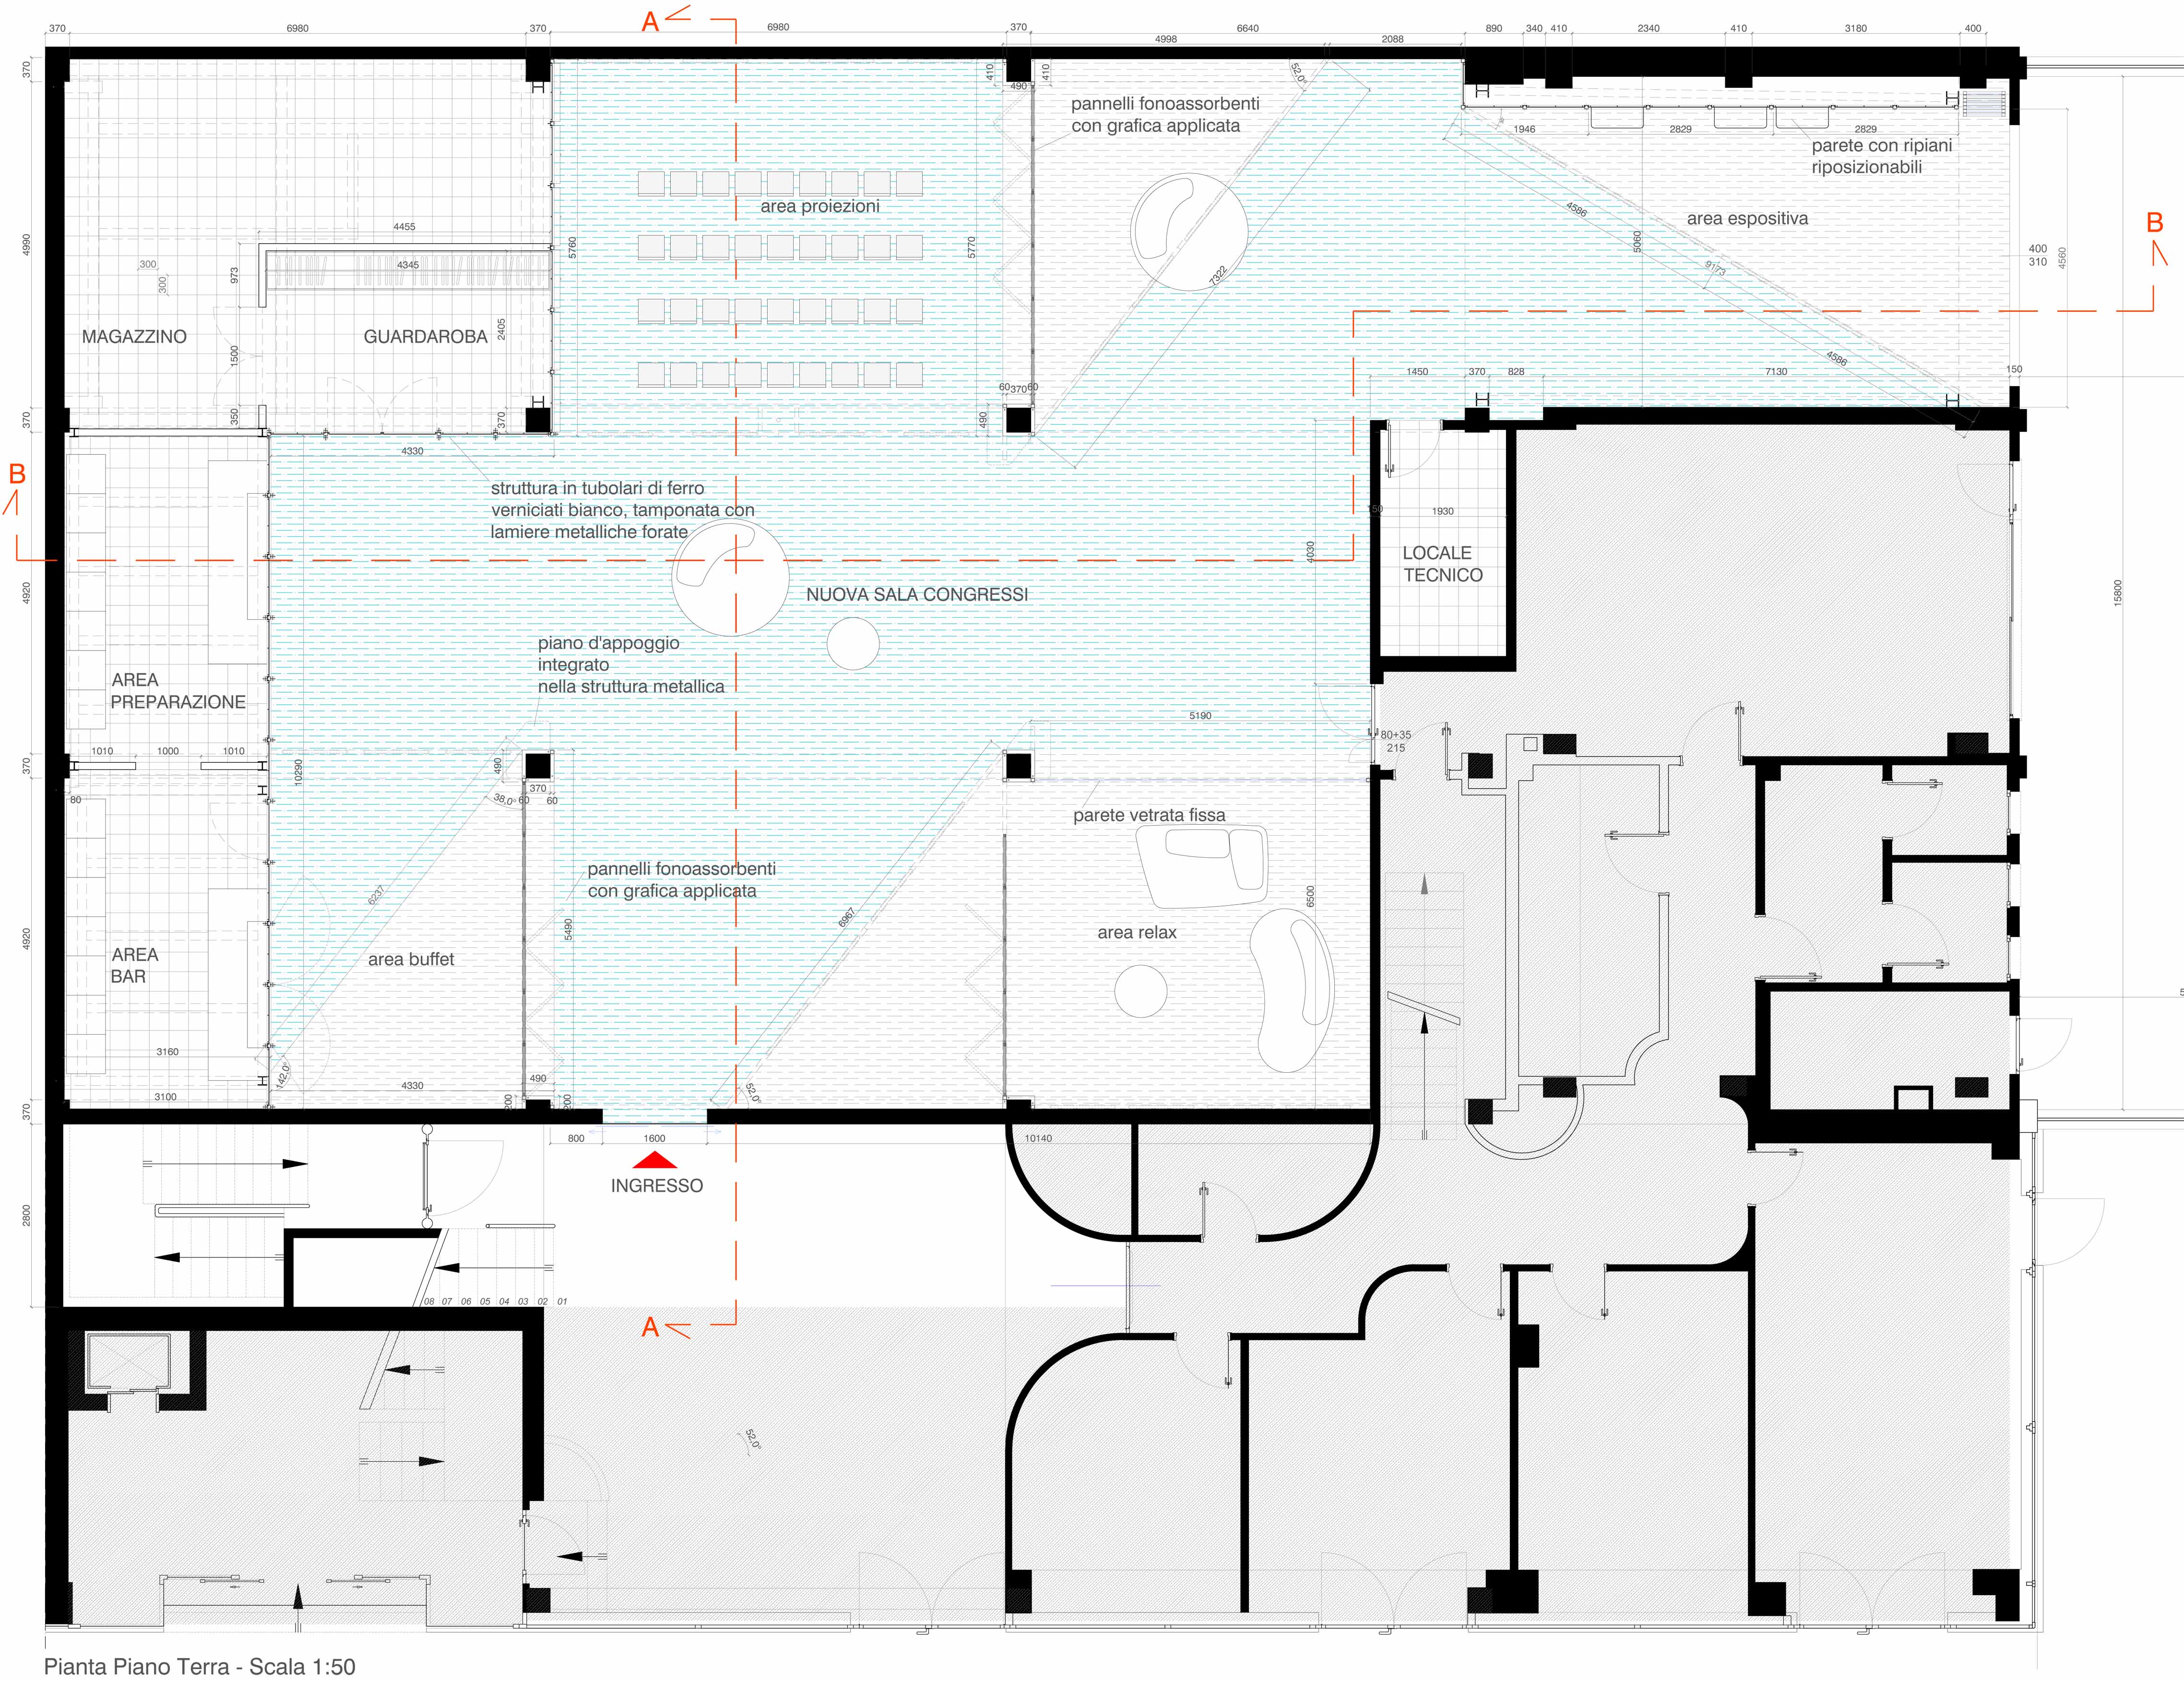 A
370 6980 370 6980 370 6640 890 340 410 2340 410 3180 400
4998 2088
370
410
410
490
52.0°
pannelli fonoassorbenti
con grafica applicata
1946 2829 2829
parete con ripiani
riposizionabili
area proiezioni
area espositiva
B
4990
4455
4345
973
300
300
5760
5770
7322
4586
5060
9173
4586
400
310
4560
MAGAZZINO
GUARDAROBA
2405
1500
350
370
370
60 370 60
490
1450 370 828 7130 150
4330
B
struttura in tubolari di ferro
verniciati bianco, tamponata con
lamiere metalliche forate
150
1930
4030
LOCALE
TECNICO
4920
NUOVA SALA CONGRESSI
15800
piano d'appoggio
integrato
nella struttura metallica
AREA
PREPARAZIONE
5190
80+35
215
1010 1000 1010
370
10290
490
370
38,0°
60 60
80
parete vetrata fissa
pannelli fonoassorbenti
con grafica applicata
6237
6967
6500
5490
4920
area relax
AREA
BAR
area buffet
3160
142,0°
4330
490
52.0°
3100
370
200
200
800 1600 10140
INGRESSO
2800
08 07 06 05 04 03 02 01
A
52.0°
Pianta Piano Terra - Scala 1:50